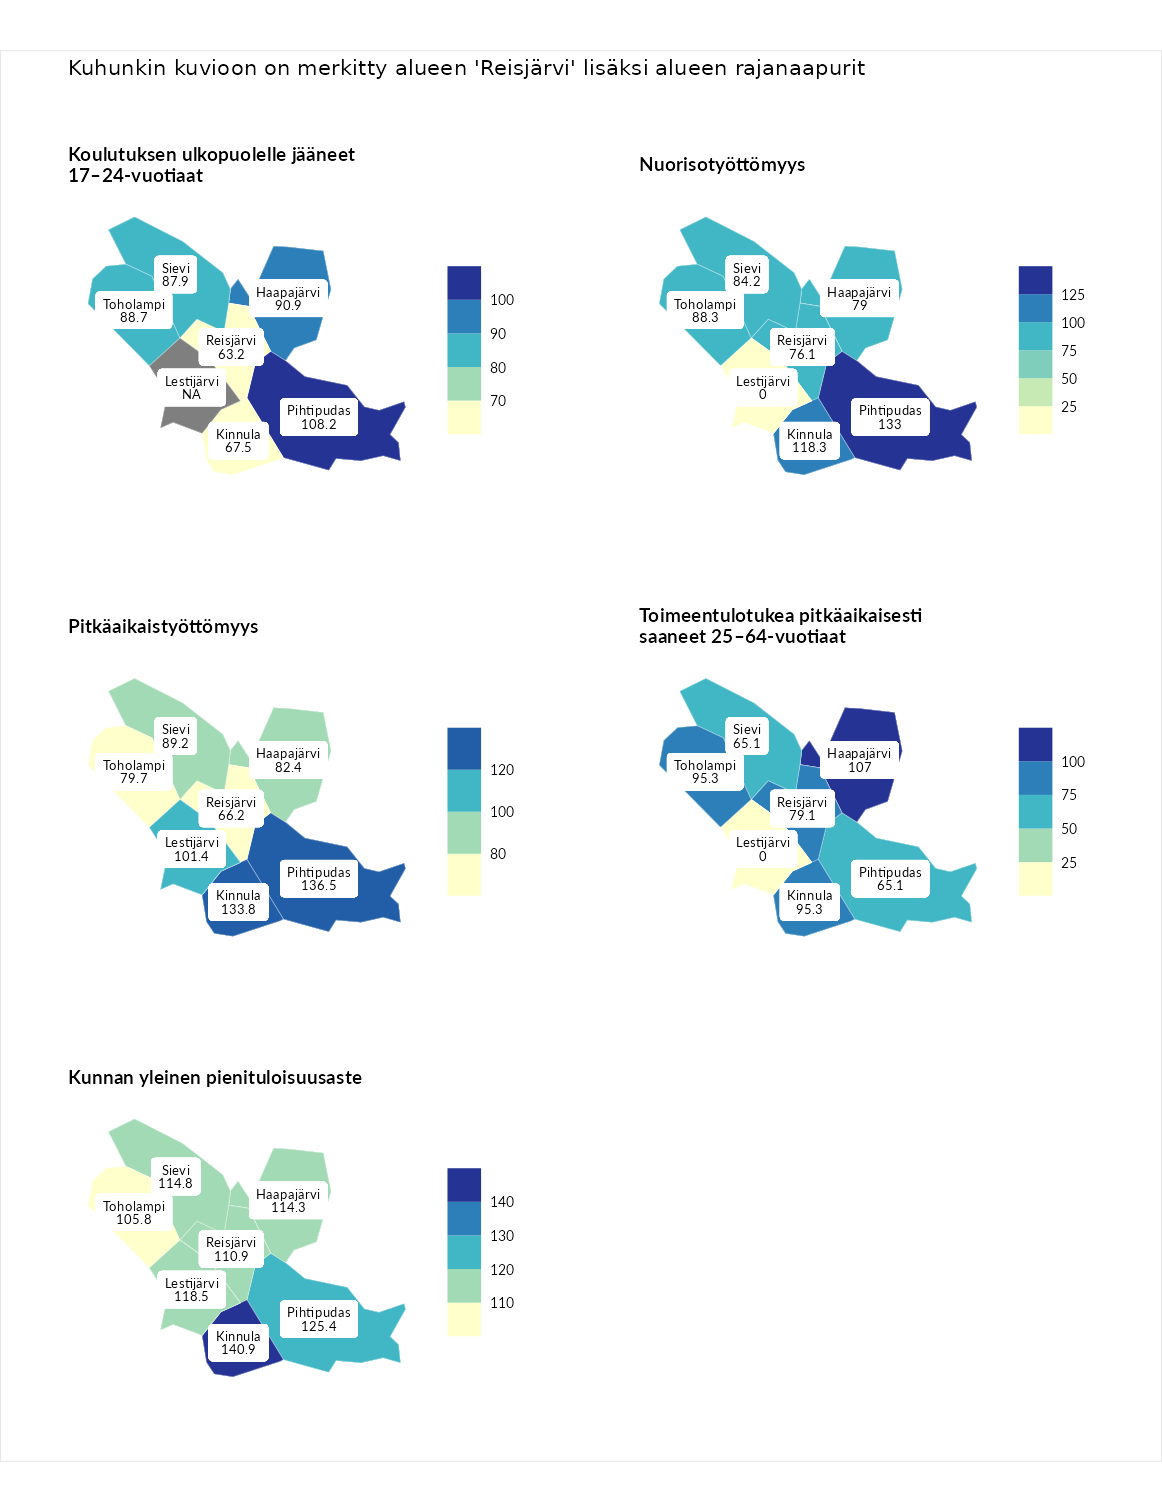 Kuhunkin kuvioon on merkitty alueen 'Reisjärvi' lisäksi alueen rajanaapurit
Koulutuksen ulkopuolelle jääneet
17–24-vuotiaat
Sievi
87.9
Haapajärvi
90.9
Toholampi
88.7
Reisjärvi
63.2
Lestijärvi
NA
Pihtipudas
108.2
Kinnula
67.5
100
90
80
70
Nuorisotyöttömyys
Sievi
84.2
Haapajärvi
79
Toholampi
88.3
Reisjärvi
76.1
Lestijärvi
0
Pihtipudas
133
Kinnula
118.3
125
100
75
50
25
Pitkäaikaistyöttömyys
Sievi
89.2
Haapajärvi
82.4
Toholampi
79.7
Reisjärvi
66.2
Lestijärvi
101.4
Pihtipudas
136.5
Kinnula
133.8
120
100
80
Toimeentulotukea pitkäaikaisesti
saaneet 25–64-vuotiaat
Sievi
65.1
Haapajärvi
107
Toholampi
95.3
Reisjärvi
79.1
Lestijärvi
0
Pihtipudas
65.1
Kinnula
95.3
100
75
50
25
Kunnan yleinen pienituloisuusaste
Sievi
114.8
Haapajärvi
114.3
Toholampi
105.8
Reisjärvi
110.9
Lestijärvi
118.5
Pihtipudas
125.4
Kinnula
140.9
140
130
120
110